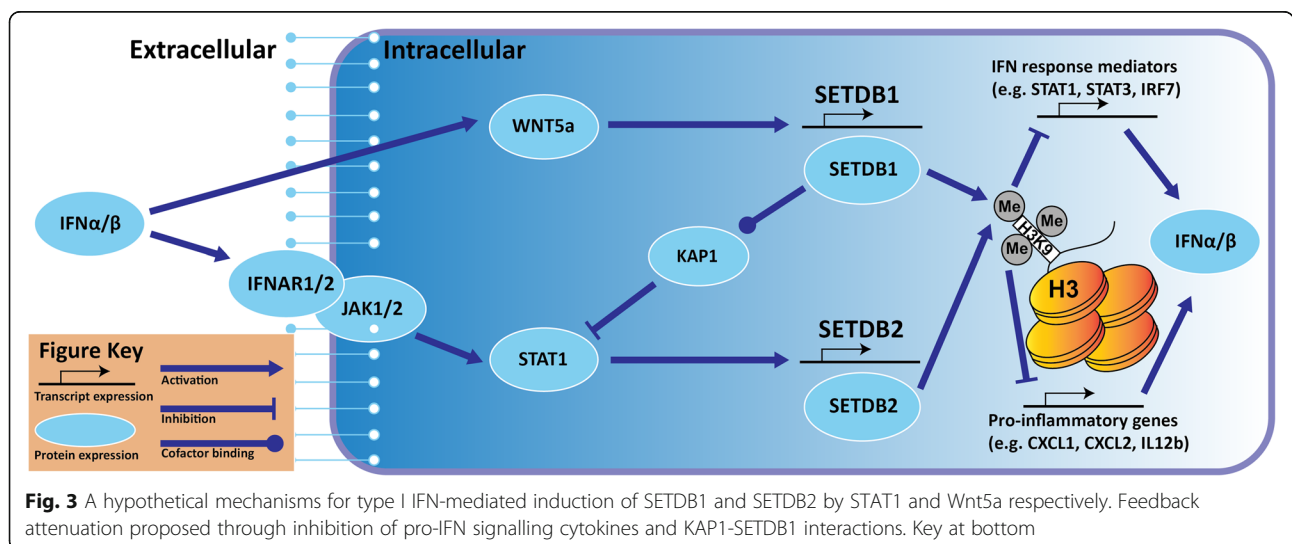 Extracellular
Intracellular
IFN response mediators
(e.g. STAT1, STAT3, IRF7)
SETDB1
WNT5a
SETDB1
Me
Me
Me
H3K9
IFNα/β
IFNα/β
KAP1
IFNAR1/2
JAK1/2
H3
SETDB2
STAT1
SETDB2
Pro-inflammatory genes
(e.g. CXCL1, CXCL2, IL12b)
Figure Key
Transcript expression
Activation
Inhibition
Protein expression
Cofactor binding
Fig. 3 A hypothetical mechanisms for type I IFN-mediated induction of SETDB1 and SETDB2 by STAT1 and Wnt5a respectively. Feedback
attenuation proposed through inhibition of pro-IFN signalling cytokines and KAP1-SETDB1 interactions. Key at bottom